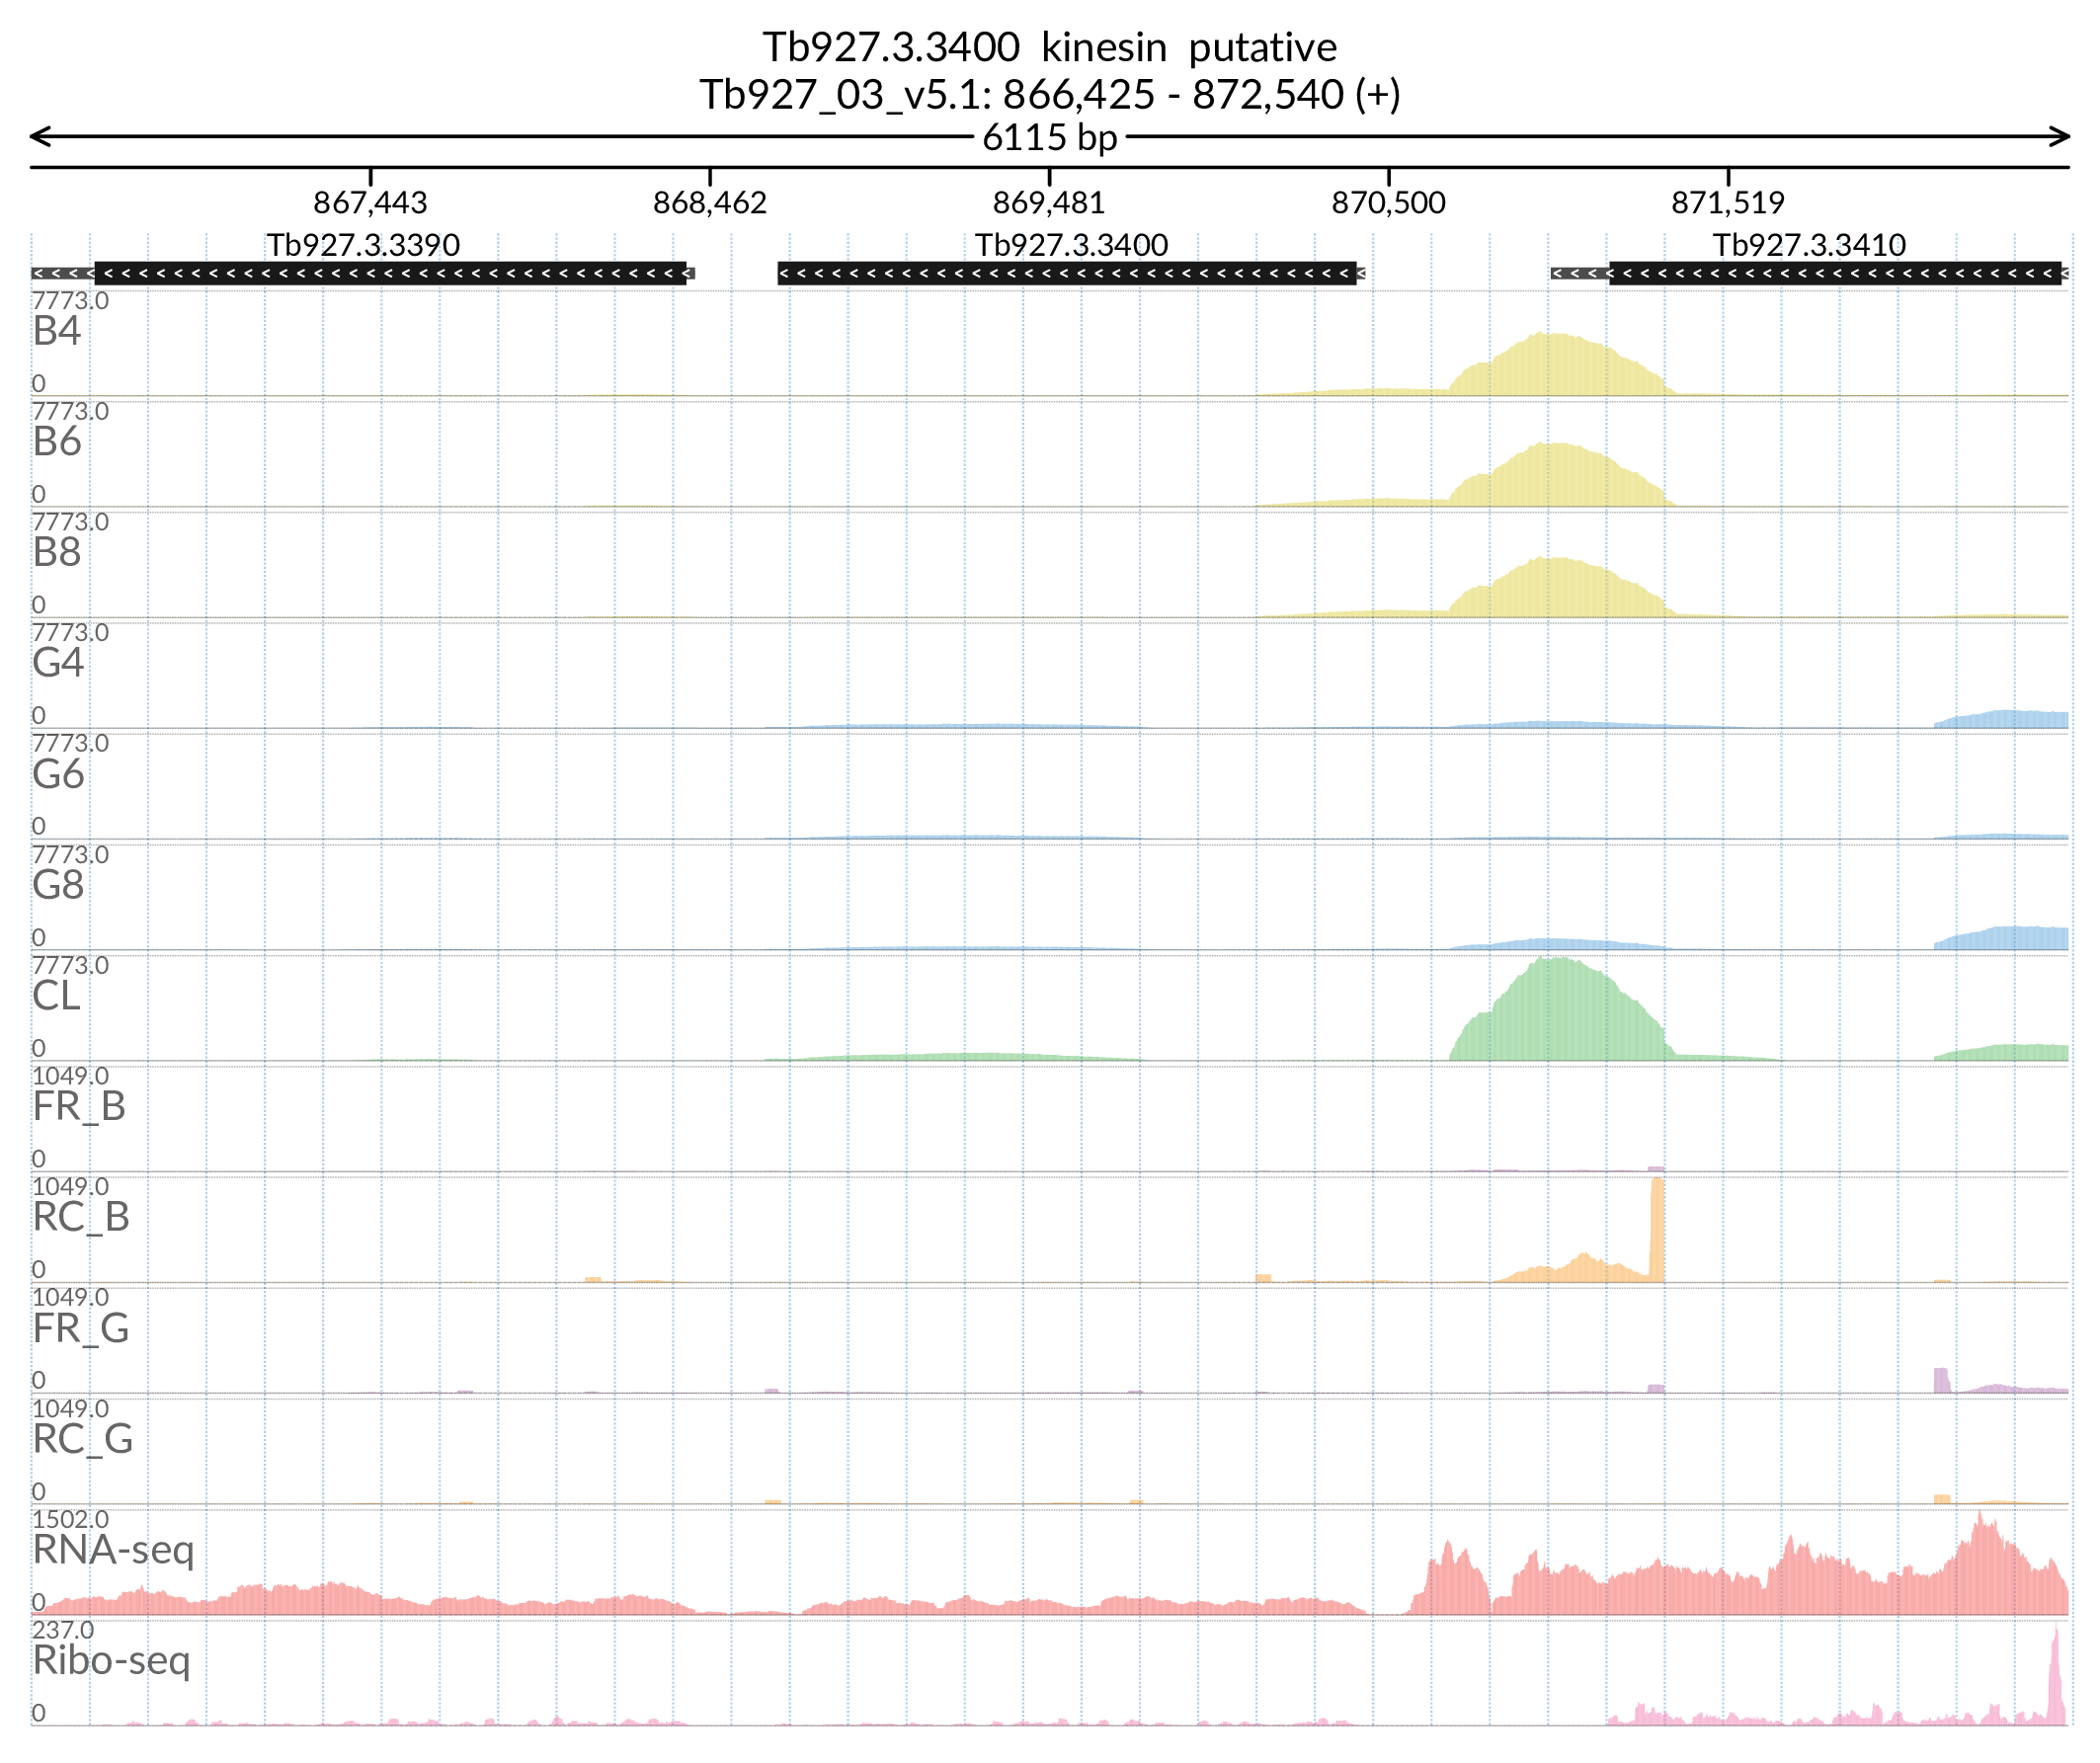 Tb927.3.3400 kinesin putative
Tb927_03_v5.1: 866,425 - 872,540 (+)
6115 bp
867,443 868,462 869,481 870,500 871,519
Tb927.3.3390 Tb927.3.3400 Tb927.3.3410
7773.0
B4
0
7773.0
B6
0
7773.0
B8
0
7773.0
G4
0
7773.0
G6
0
7773.0
G8
0
7773.0
CL
0
1049.0
FR_B
0
1049.0
RC_B
0
1049.0
FR_G
0
1049.0
RC_G
0
1502.0
RNA-seq
0
237.0
Ribo-seq
0